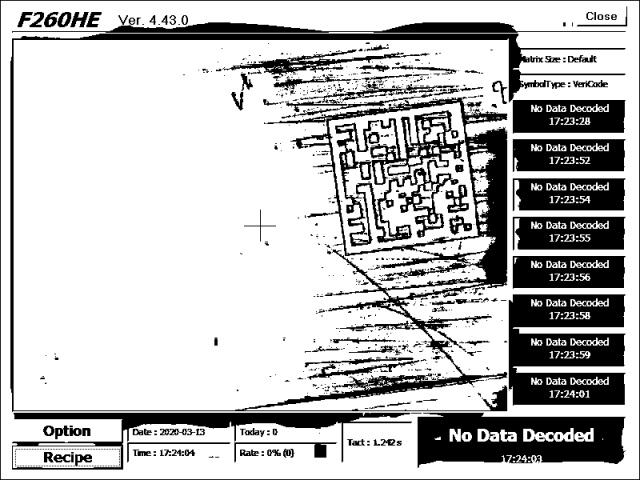 F260HE Ver. 4.43.0 Close
Matrix Size : Default
SymbolType : VeriCode
No Data Decoded
17:23:28
No Data Decoded
17:23:52
No Data Decoded
17:23:54
No Data Decoded
17:23:55
No Data Decoded
17:23:56
No Data Decoded
17:23:58
No Data Decoded
17:23:59
No Data Decoded
17:24:01
Option
Recipe
Date : 2020-03-13
Time : 17:24:04
Today : 0
Rate : 0% (0)
Tact : 1.242 s
No Data Decoded
17:24:03